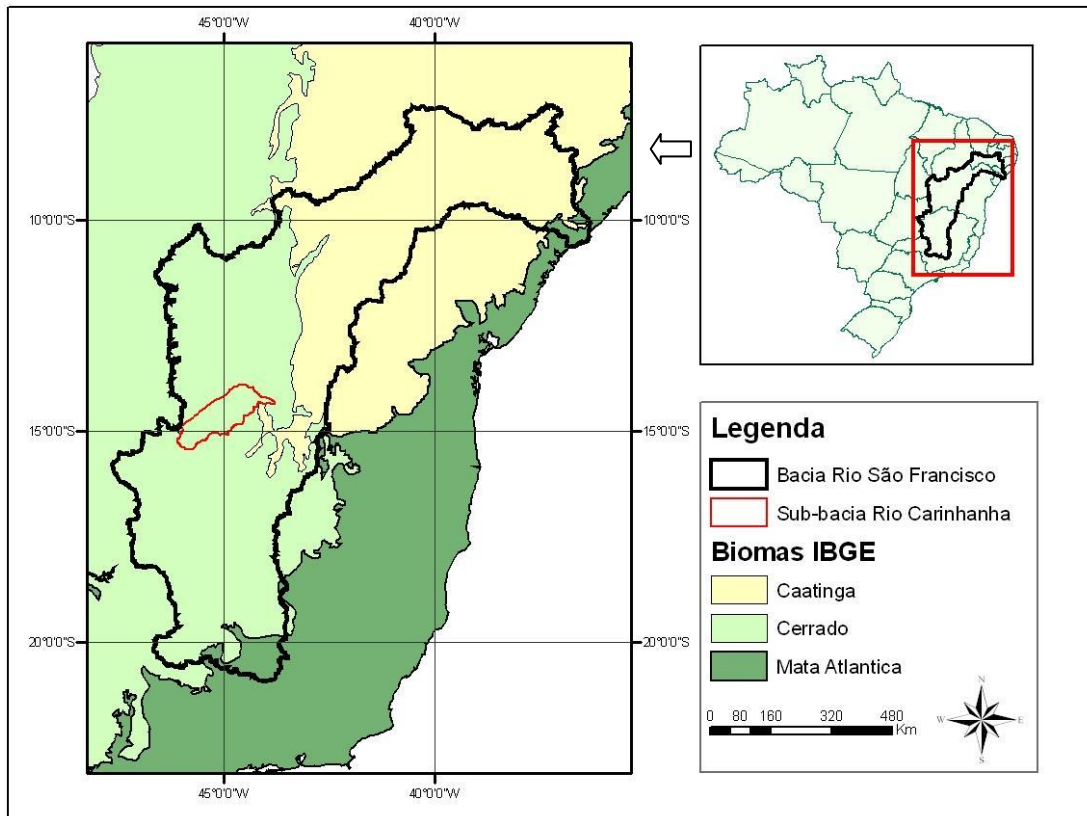 45°0'0"W 40°0'0"W
10°0'0"S 10°0'0"S
15°0'0"S 15°0'0"S
20°0'0"S 20°0'0"S
45°0'0"W 40°0'0"W
Legenda
Bacia Rio São Francisco
Sub-bacia Rio Carinhanha
Biomas IBGE
Caatinga
Cerrado
Mata Atlantica
0 80 160 320 480
Km
N
W E
S